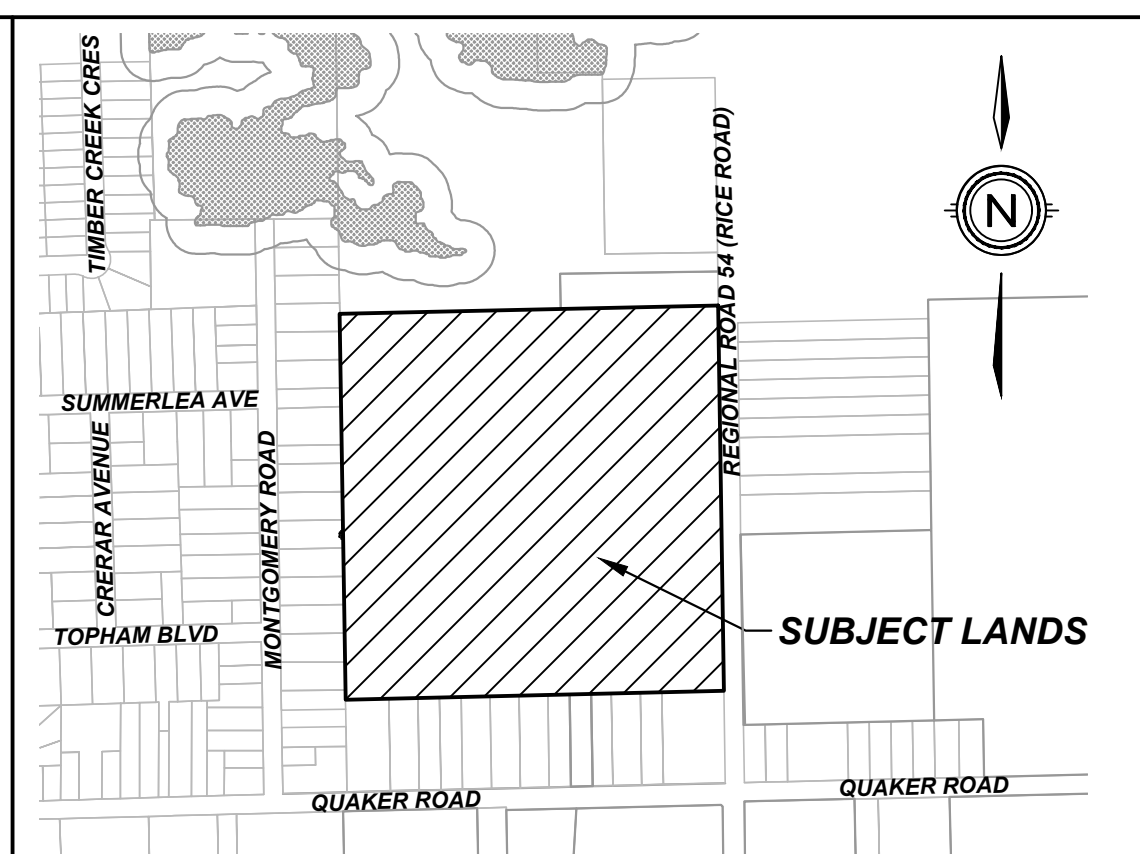 TIMBER CREEK CRES
REGIONAL ROAD 54 (RICE ROAD)
N
SUMMERLEA AVE
CRERAR AVENUE
MONTGOMERY ROAD
TOPHAM BLVD
SUBJECT LANDS
QUAKER ROAD
QUAKER ROAD